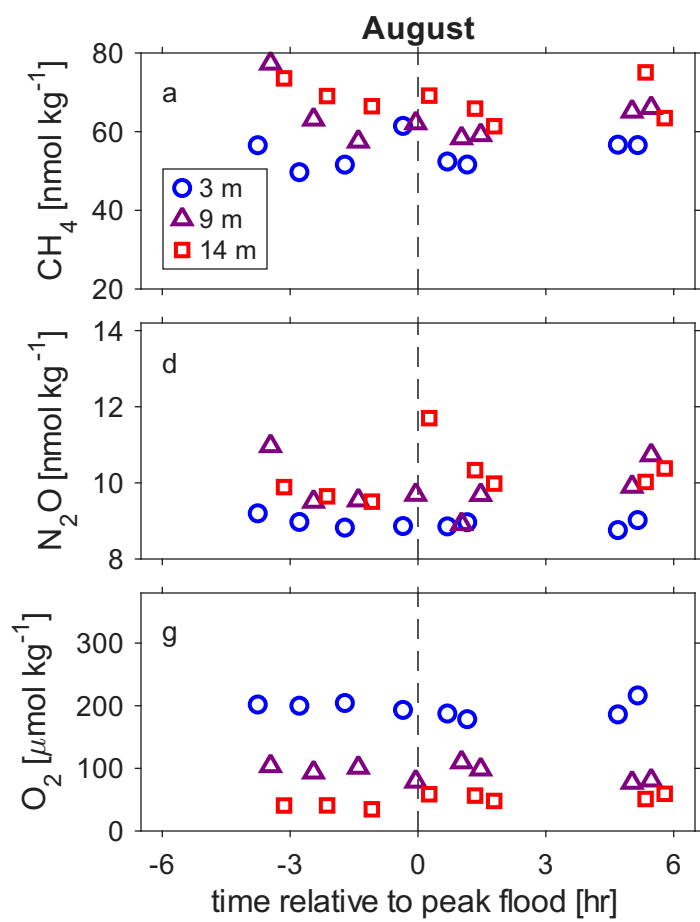 August
a
CH₄ [nmol kg⁻¹]
80
60
40
20
3 m
9 m
14 m
d
N₂O [nmol kg⁻¹]
14
12
10
8
g
O₂ [μmol kg⁻¹]
300
200
100
0
-6 -3 0 3 6
time relative to peak flood [hr]